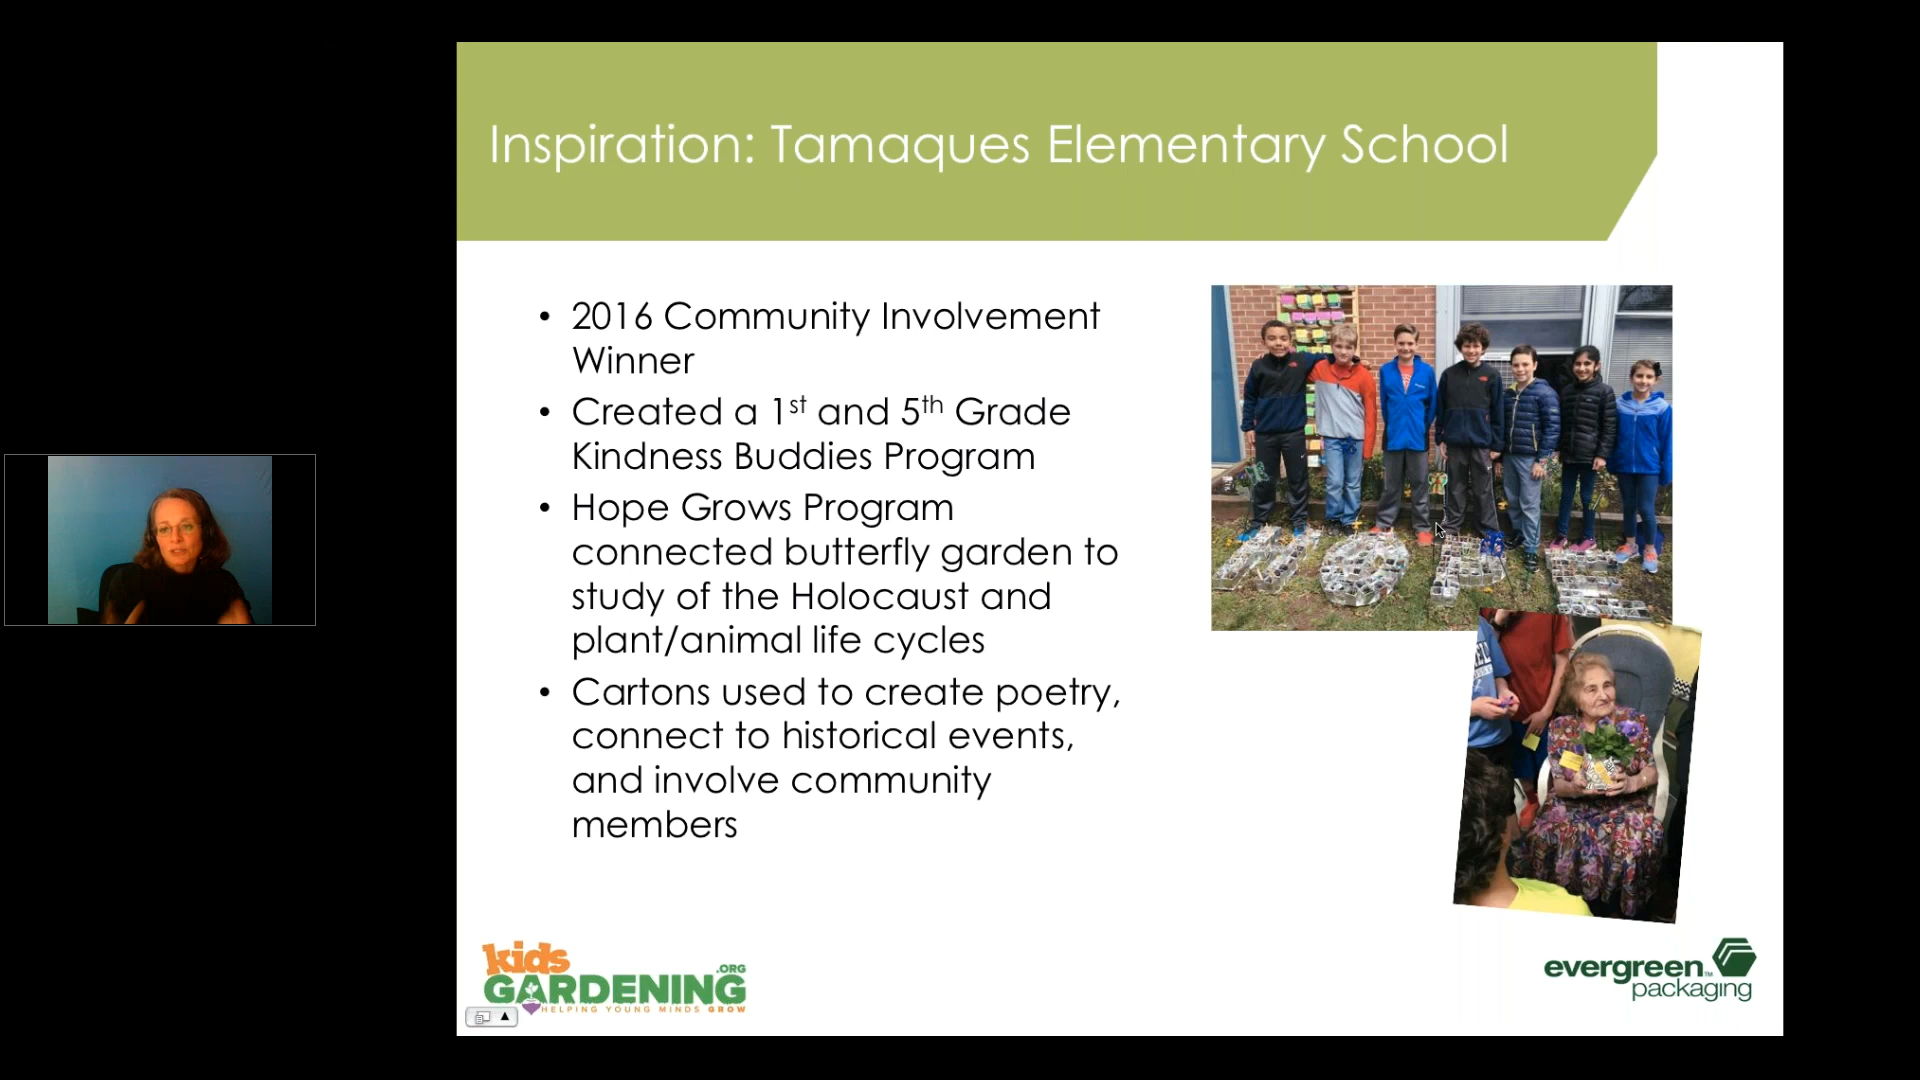 Inspiration: Tamaques Elementary School
• 2016 Community Involvement
Winner
• Created a 1st and 5th Grade
Kindness Buddies Program
• Hope Grows Program
connected butterfly garden to
study of the Holocaust and
plant/animal life cycles
• Cartons used to create poetry,
connect to historical events,
and involve community
members
HOPE
kids
GARDENING.ORG
HELPING YOUNG MINDS GROW
evergreen™
packaging